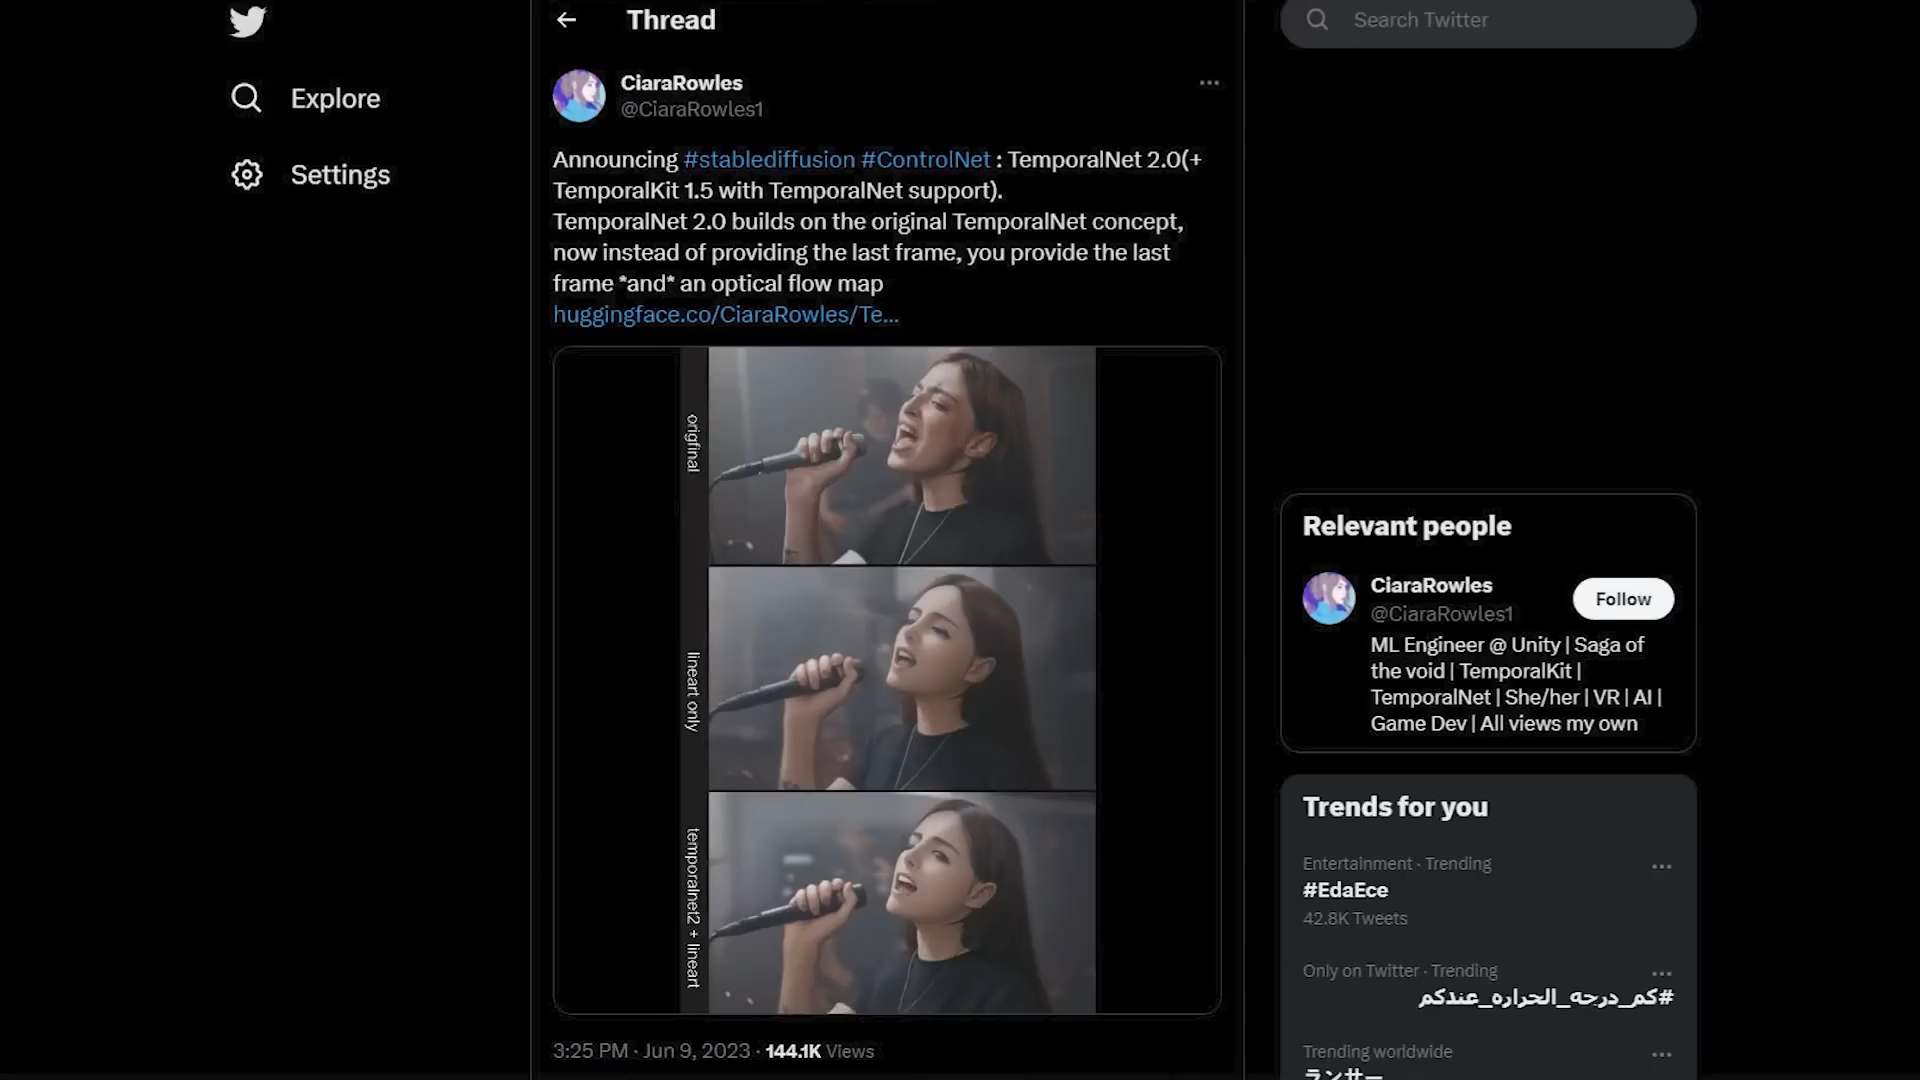 Thread
Search Twitter
Explore
Settings
CiaraRowles
@CiaraRowles1
Announcing #stablediffusion #ControlNet : TemporalNet 2.0(+
TemporalKit 1.5 with TemporalNet support).
TemporalNet 2.0 builds on the original TemporalNet concept,
now instead of providing the last frame, you provide the last
frame *and* an optical flow map
huggingface.co/CiaraRowles/Te...
origfinal
lineart only
temporalnet2 + lineart
3:25 PM · Jun 9, 2023 · 144.1K Views
Relevant people
CiaraRowles
@CiaraRowles1
Follow
ML Engineer @ Unity | Saga of
the void | TemporalKit |
TemporalNet | She/her | VR | AI |
Game Dev | All views my own
Trends for you
Entertainment · Trending
#EdaEce
42.8K Tweets
Only on Twitter · Trending
#كم_درجه_الحراره_عندكم
Trending worldwide
ランサー